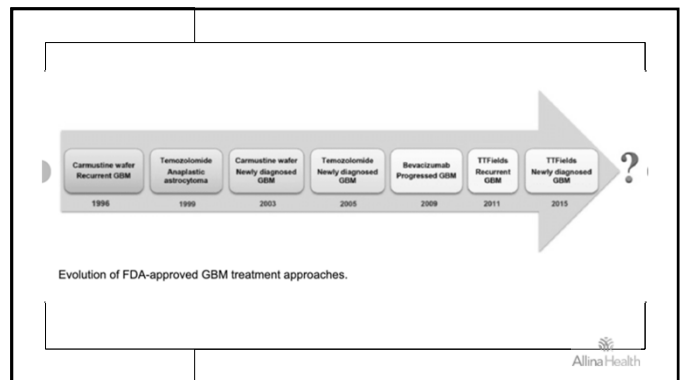 Carmustine wafer
Recurrent GBM
1996
Temozolomide
Anaplastic
astrocytoma
1999
Carmustine wafer
Newly diagnosed
GBM
2003
Temozolomide
Newly diagnosed
GBM
2005
Bevacizumab
Progressed GBM
2009
TTFields
Recurrent
GBM
2011
TTFields
Newly diagnosed
GBM
2015
?
Evolution of FDA-approved GBM treatment approaches.
Allina Health